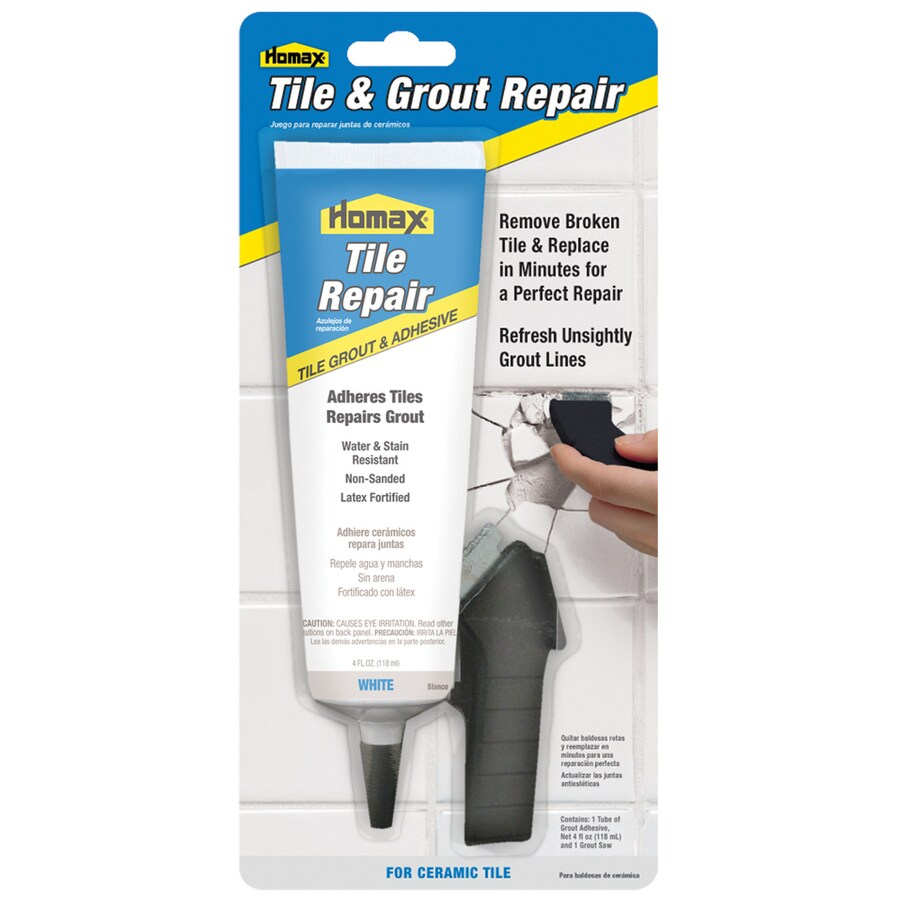 Homax
Tile & Grout Repair
Juego para reparar juntas de cerámicos
Homax®
Tile
Repair
Azulejos de
reparación
TILE GROUT & ADHESIVE
Adheres Tiles
Repairs Grout
Water & Stain
Resistant
Non-Sanded
Latex Fortified
Adhiere cerámicos
repara juntas
Repele agua y manchas
Sin arena
Fortificado con látex
CAUTION: CAUSES EYE IRRITATION. Read other
cautions on back panel. PRECAUCIÓN: IRRITA LA PIEL
Lea las demás advertencias en la parte posterior.
4 FL.OZ. (118 ml)
WHITE
Blanco
Remove Broken
Tile & Replace
in Minutes for
a Perfect Repair
Refresh Unsightly
Grout Lines
Quitar baldosas rotas
y reemplazar en
minutos para una
reparación perfecta
Actualizar las juntas
antiestéticas
Contains: 1 Tube of
Grout Adhesive,
Net 4 fl oz (118 mL)
and 1 Grout Saw
FOR CERAMIC TILE
Para baldosas de cerámica